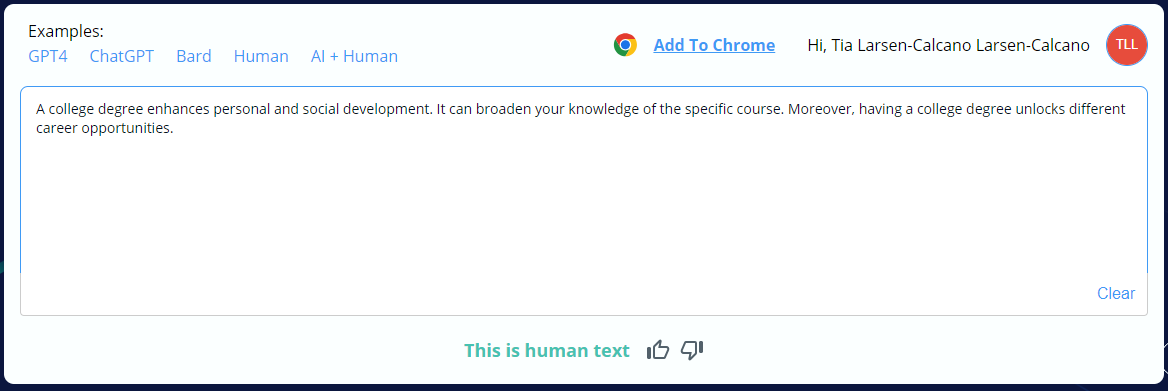 Examples:
GPT4 ChatGPT Bard Human AI + Human
Add To Chrome
Hi, Tia Larsen-Calcano Larsen-Calcano
TLL
A college degree enhances personal and social development. It can broaden your knowledge of the specific course. Moreover, having a college degree unlocks different
career opportunities.
Clear
This is human text